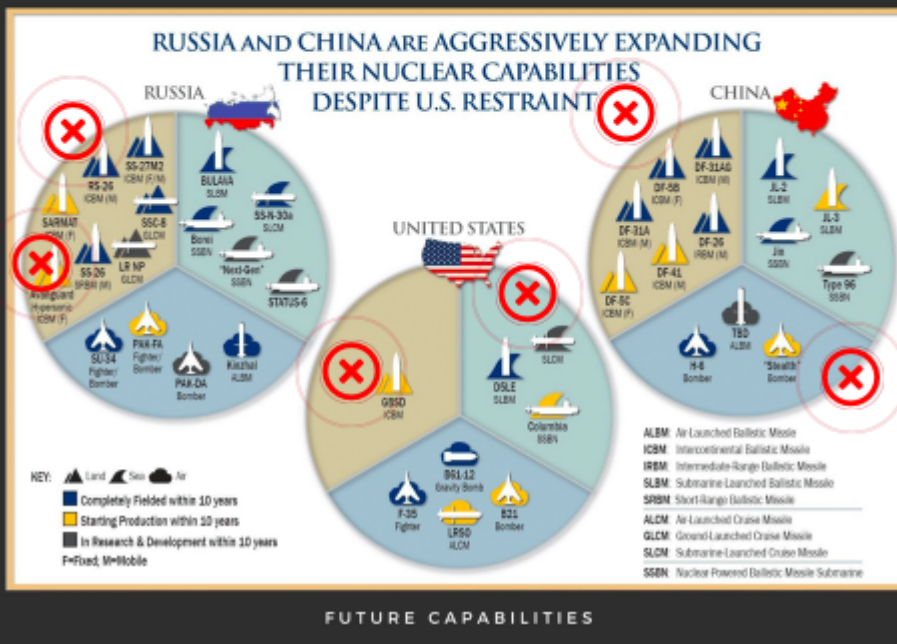 RUSSIA AND CHINA ARE AGGRESSIVELY EXPANDING
THEIR NUCLEAR CAPABILITIES
DESPITE U.S. RESTRAINT
RUSSIA
SS-27M2
ICBM (F/M)
RS-26
ICBM (M)
SARMAT
ICBM (F)
SSC-8
GLCM
SS-26
SRBM (M)
LR NP
GLCM
Avanguard
Hypersonic
ICBM (F)
BULAVA
SLBM
SS-N-30a
SLCM
Borei
SSBN
"Next-Gen"
SSBN
STATUS-6
SU-34
Fighter/
Bomber
PAK-FA
Fighter/
Bomber
PAK-DA
Bomber
Kinzhal
ALBM
UNITED STATES
GBSD
ICBM
SLCM
D5LE
SLBM
Columbia
SSBN
B61-12
Gravity Bomb
F-35
Fighter
LRSO
ALCM
B21
Bomber
CHINA
DF-31AG
ICBM (M)
DF-5B
ICBM (F)
DF-31A
ICBM (M)
DF-26
IRBM (M)
DF-41
ICBM (M)
DF-5C
ICBM (F)
JL-2
SLBM
JL-3
SLBM
Jin
SSBN
Type 96
SSBN
H-6
Bomber
TBD
ALBM
"Stealth"
Bomber
KEY: Land Sea Air
Completely Fielded within 10 years
Starting Production within 10 years
In Research & Development within 10 years
F=Fixed; M=Mobile
ALBM: Air-Launched Ballistic Missile
ICBM: Intercontinental Ballistic Missile
IRBM: Intermediate-Range Ballistic Missile
SLBM: Submarine-Launched Ballistic Missile
SRBM: Short-Range Ballistic Missile
ALCM: Air-Launched Cruise Missile
GLCM: Ground-Launched Cruise Missile
SLCM: Submarine-Launched Cruise Missile
SSBN: Nuclear-Powered Ballistic Missile Submarine
FUTURE CAPABILITIES